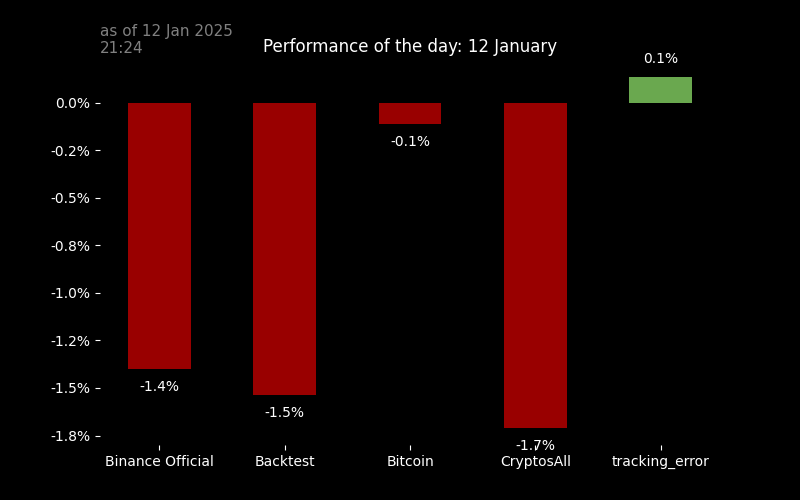 as of 12 Jan 2025
21:24
Performance of the day: 12 January
0.1%
0.0%
-0.1%
-0.2%
-0.5%
-0.8%
-1.0%
-1.2%
-1.4%
-1.5%
-1.5%
-1.7%
-1.8%
Binance Official
Backtest
Bitcoin
CryptosAll
tracking_error